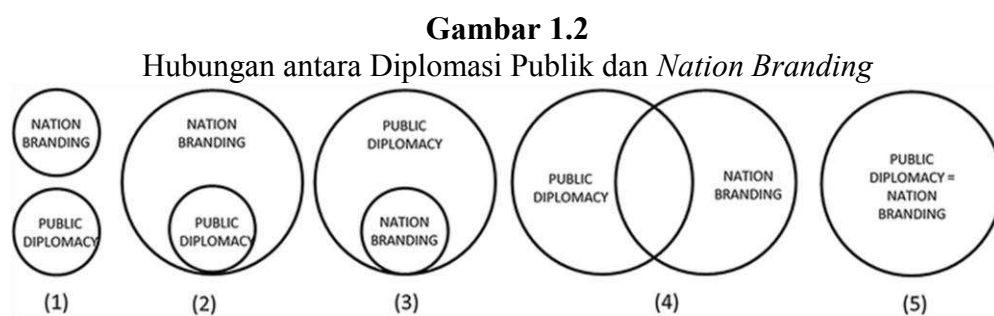 Gambar 1.2
Hubungan antara Diplomasi Publik dan Nation Branding
NATION
BRANDING
PUBLIC
DIPLOMACY
(1)
NATION
BRANDING
PUBLIC
DIPLOMACY
(2)
PUBLIC
DIPLOMACY
NATION
BRANDING
(3)
PUBLIC
DIPLOMACY
NATION
BRANDING
(4)
PUBLIC
DIPLOMACY =
NATION
BRANDING
(5)